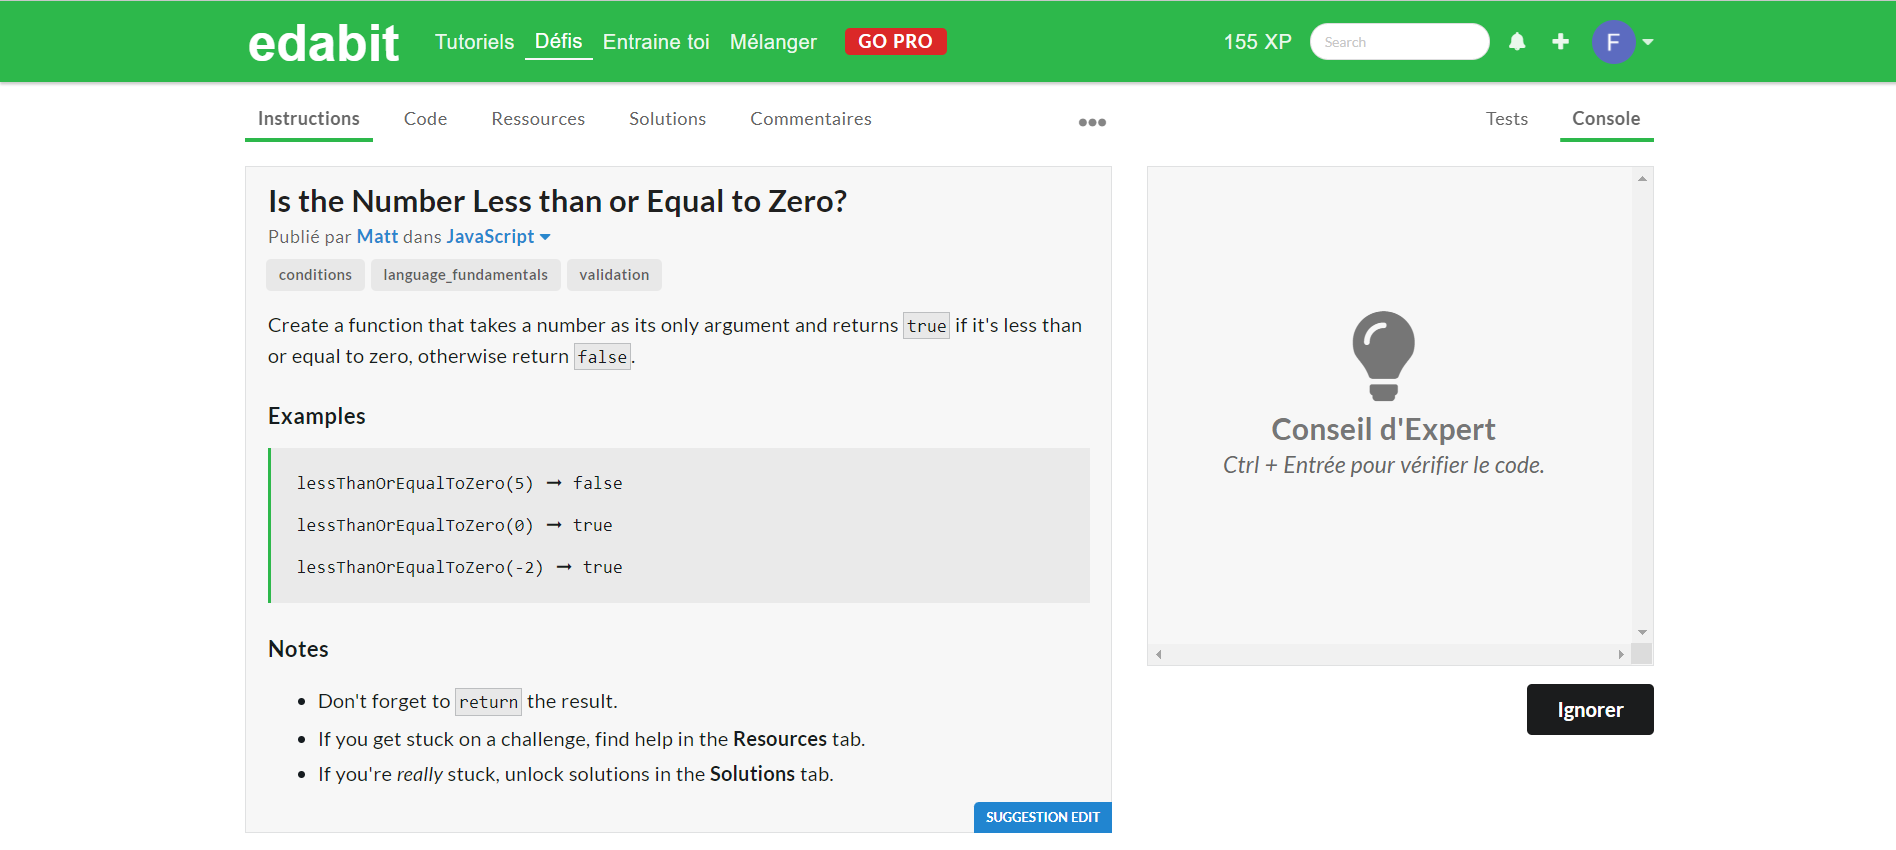 edabit Tutoriels Défis Entraine toi Mélanger GO PRO 155 XP Search F
Instructions Code Ressources Solutions Commentaires ••• Tests Console
Is the Number Less than or Equal to Zero?
Publié par Matt dans JavaScript
conditions language_fundamentals validation
Create a function that takes a number as its only argument and returns true if it's less than
or equal to zero, otherwise return false.
Examples
lessThanOrEqualToZero(5) ➞ false
lessThanOrEqualToZero(0) ➞ true
lessThanOrEqualToZero(-2) ➞ true
Notes
• Don't forget to return the result.
• If you get stuck on a challenge, find help in the Resources tab.
• If you're really stuck, unlock solutions in the Solutions tab.
SUGGESTION EDIT
Conseil d'Expert
Ctrl + Entrée pour vérifier le code.
Ignorer